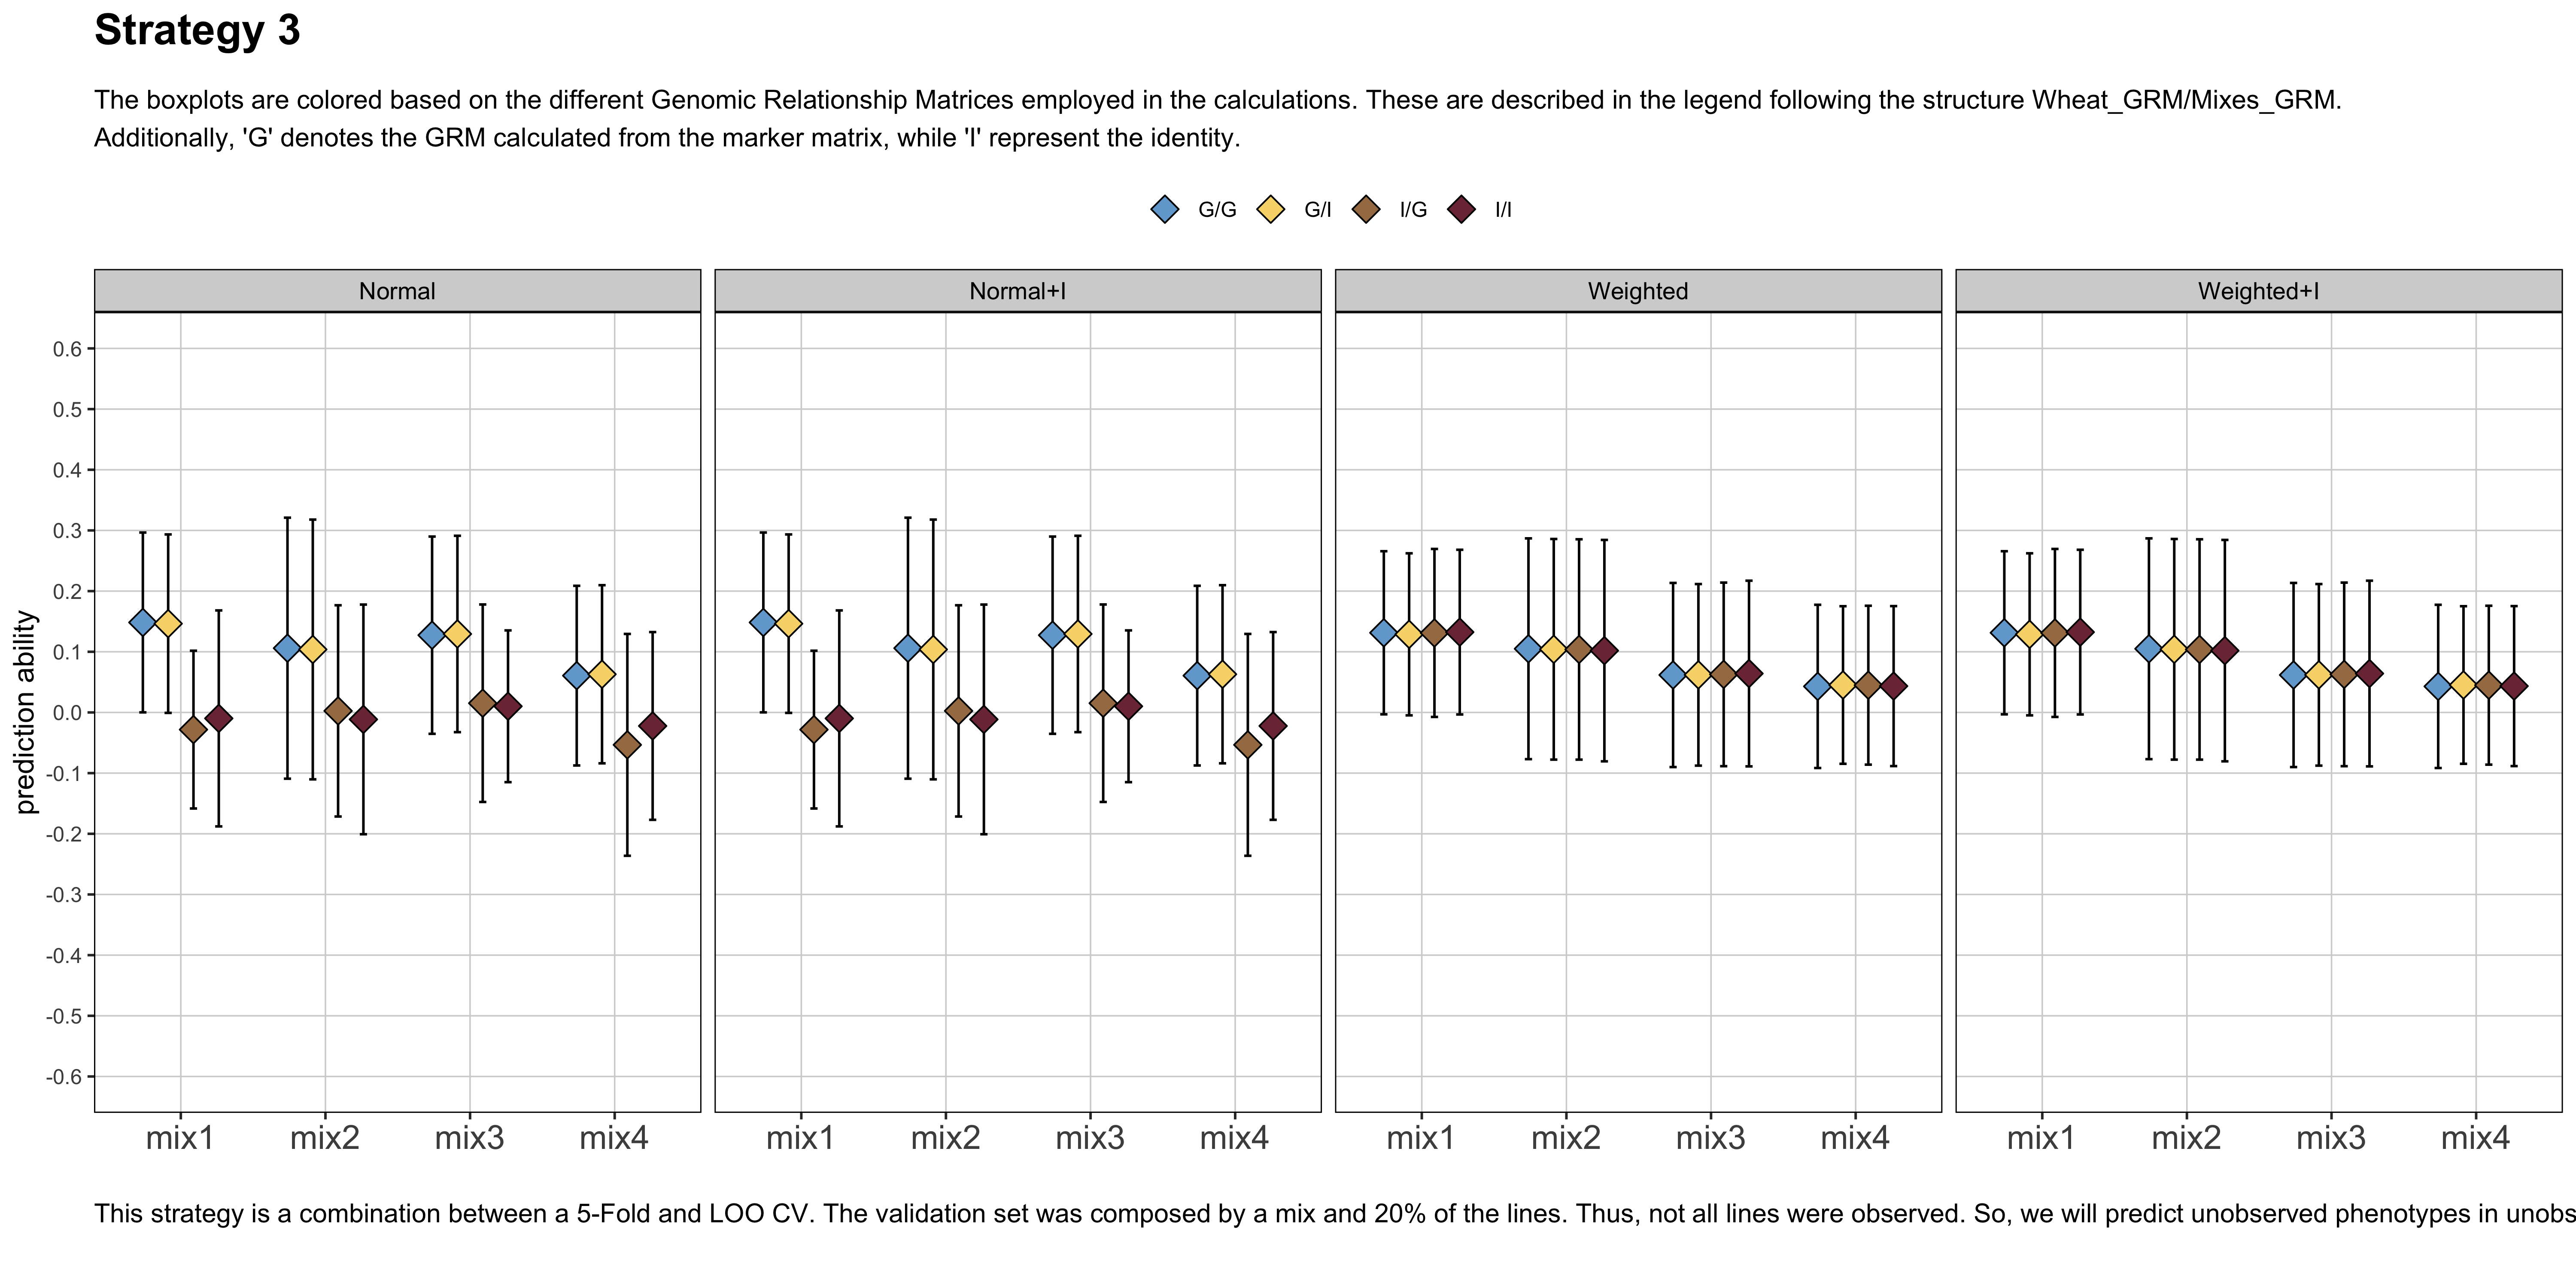 Strategy 3
The boxplots are colored based on the different Genomic Relationship Matrices employed in the calculations. These are described in the legend following the structure Wheat_GRM/Mixes_GRM.
Additionally, 'G' denotes the GRM calculated from the marker matrix, while 'I' represent the identity.
G/G G/I I/G I/I
Normal Normal+I Weighted Weighted+I
0.6
0.5
0.4
0.3
0.2
0.1
0.0
-0.1
-0.2
-0.3
-0.4
-0.5
-0.6
prediction ability
mix1 mix2 mix3 mix4 mix1 mix2 mix3 mix4 mix1 mix2 mix3 mix4 mix1 mix2 mix3 mix4
This strategy is a combination between a 5-Fold and LOO CV. The validation set was composed by a mix and 20% of the lines. Thus, not all lines were observed. So, we will predict unobserved phenotypes in unobs